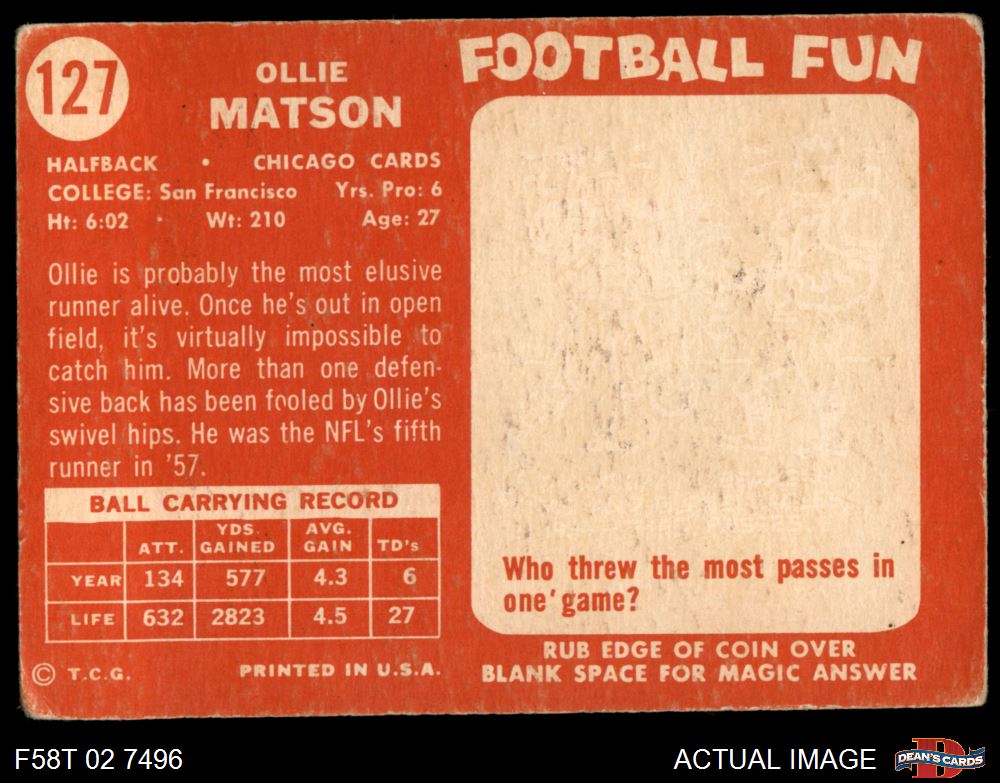 127
OLLIE
MATSON
HALFBACK • CHICAGO CARDS
COLLEGE: San Francisco Yrs. Pro: 6
Ht: 6:02 Wt: 210 Age: 27
Ollie is probably the most elusive
runner alive. Once he's out in open
field, it's virtually impossible to
catch him. More than one defen-
sive back has been fooled by Ollie's
swivel hips. He was the NFL's fifth
runner in '57.
BALL CARRYING RECORD
ATT. YDS. GAINED AVG. GAIN TD's
YEAR 134 577 4.3 6
LIFE 632 2823 4.5 27
© T.C.G. PRINTED IN U.S.A.
FOOTBALL FUN
Who threw the most passes in
one game?
RUB EDGE OF COIN OVER
BLANK SPACE FOR MAGIC ANSWER
F58T 02 7496
ACTUAL IMAGE
D
DEAN'S CARDS